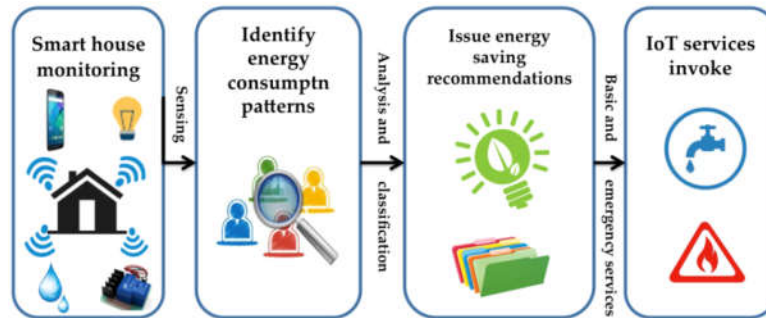 Smart house
monitoring
Sensing
Identify
energy
consumptn
patterns
Analysis and
classification
Issue energy
saving
recommendations
Basic and
emergency services
IoT services
invoke